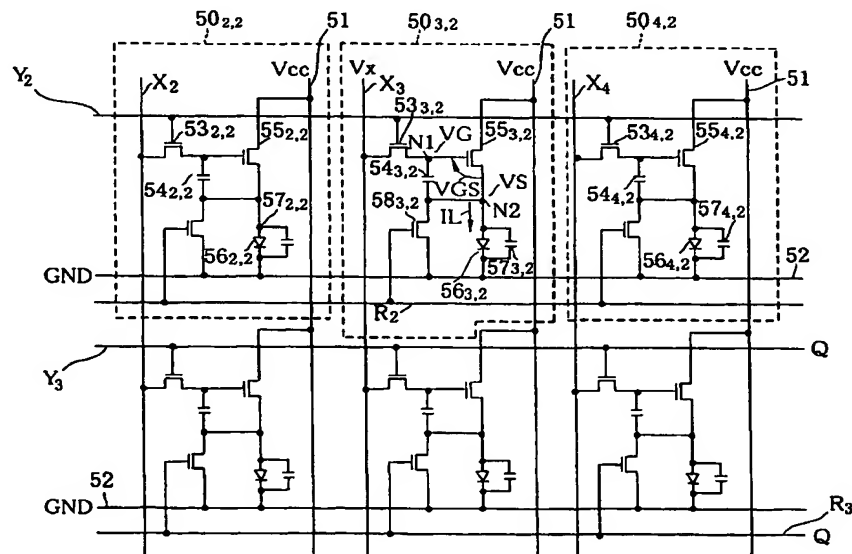 50₂,₂ 51 50₃,₂ 51 50₄,₂
Y₂ X₂ Vcc Vx X₃ Vcc X₄ Vcc 51
53₂,₂ 55₂,₂ 53₃,₂ 55₃,₂ 53₄,₂ 55₄,₂
N1 VG
54₂,₂ 54₃,₂ VGS VS 54₄,₂
57₂,₂ 58₃,₂ IL N2 57₄,₂
56₂,₂ 56₃,₂ 57₃,₂ 56₄,₂
GND 52
R₂
Y₃ Q
52
GND R₃
Q